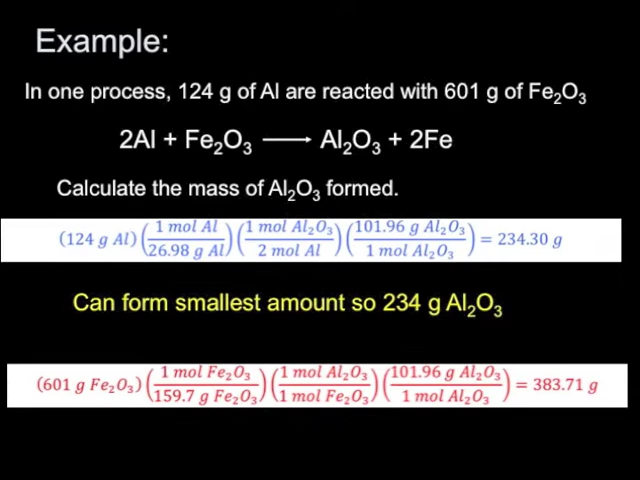 Example:
In one process, 124 g of Al are reacted with 601 g of Fe₂O₃
2Al + Fe₂O₃ ⟶ Al₂O₃ + 2Fe
Calculate the mass of Al₂O₃ formed.
(124 g Al) (1 mol Al / 26.98 g Al) (1 mol Al₂O₃ / 2 mol Al) (101.96 g Al₂O₃ / 1 mol Al₂O₃) = 234.30 g
Can form smallest amount so 234 g Al₂O₃
(601 g Fe₂O₃) (1 mol Fe₂O₃ / 159.7 g Fe₂O₃) (1 mol Al₂O₃ / 1 mol Fe₂O₃) (101.96 g Al₂O₃ / 1 mol Al₂O₃) = 383.71 g